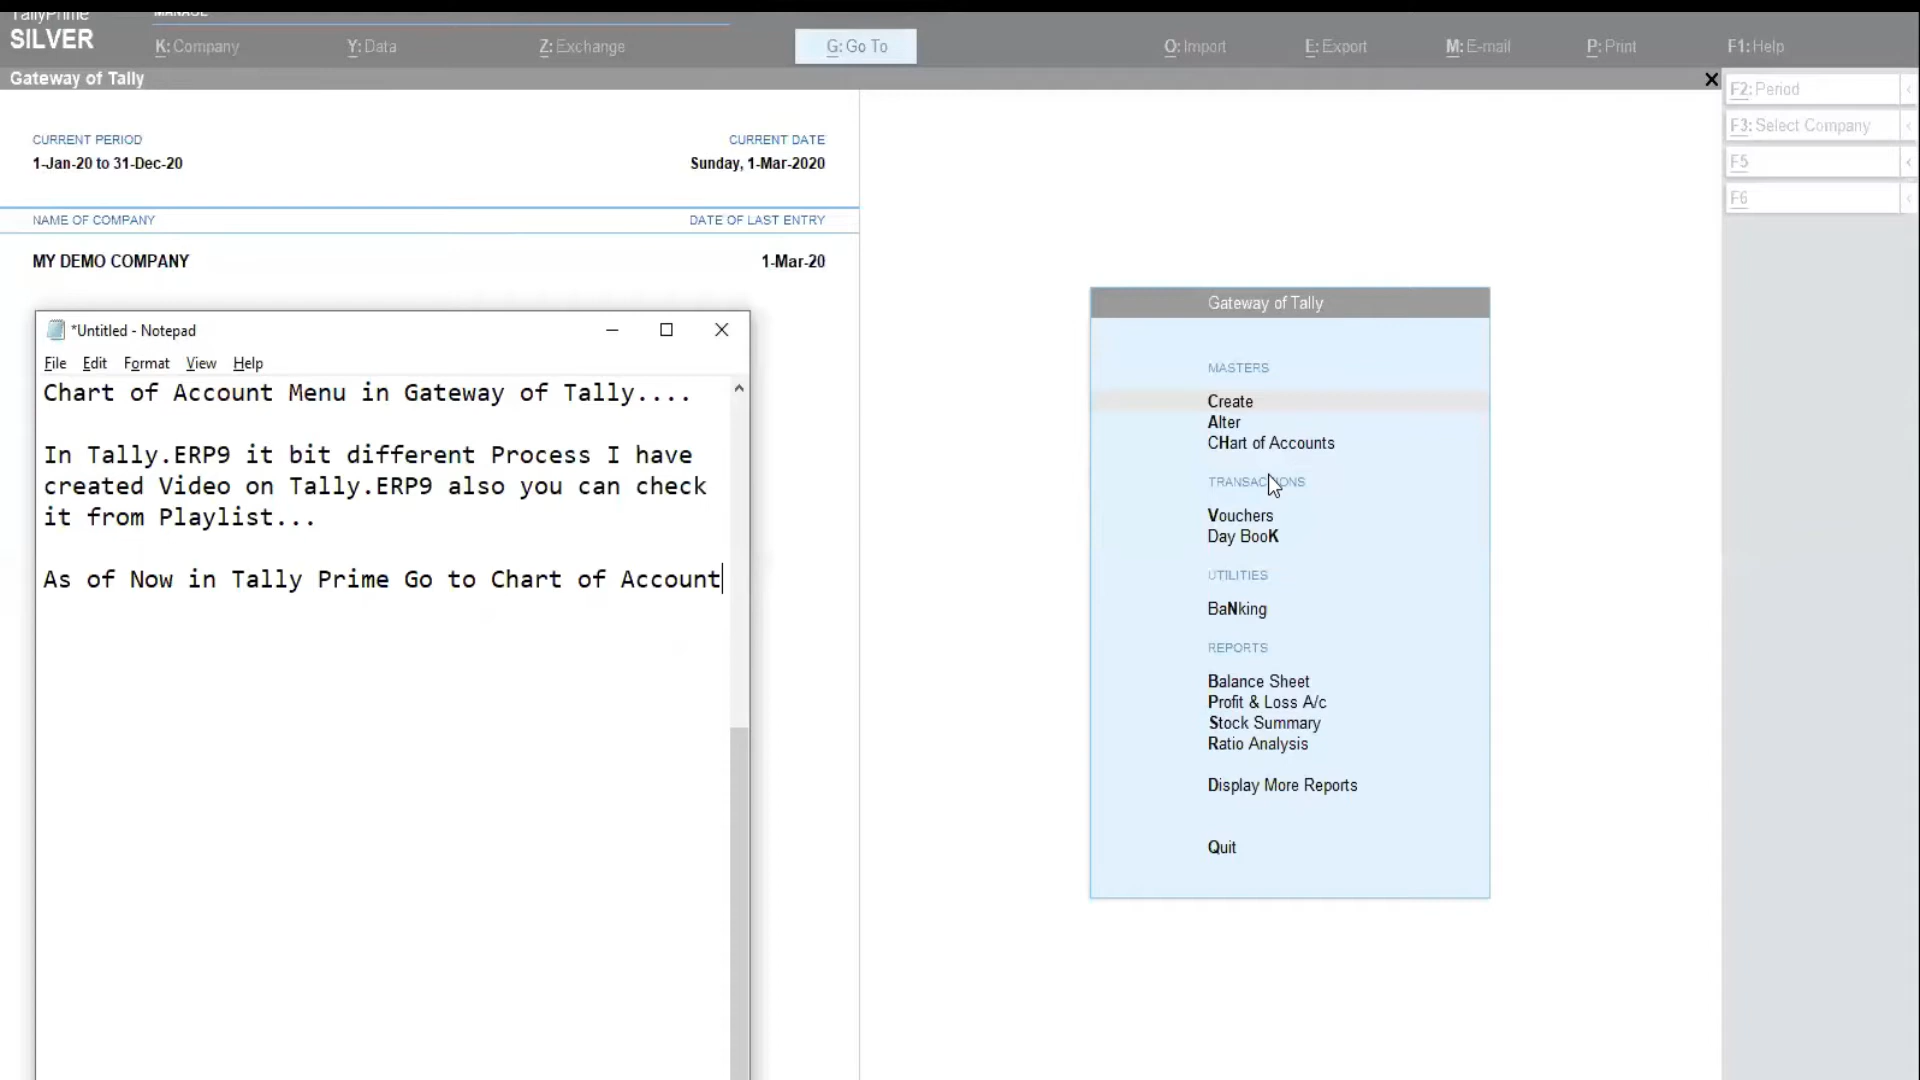 TallyPrime
MANAGE
SILVER
K: Company
Y: Data
Z: Exchange
G: Go To
O: Import
E: Export
M: E-mail
P: Print
F1: Help
Gateway of Tally
F2: Period
F3: Select Company
F5
F6
CURRENT PERIOD
CURRENT DATE
1-Jan-20 to 31-Dec-20
Sunday, 1-Mar-2020
NAME OF COMPANY
DATE OF LAST ENTRY
MY DEMO COMPANY
1-Mar-20
*Untitled - Notepad
File Edit Format View Help
Chart of Account Menu in Gateway of Tally....
In Tally.ERP9 it bit different Process I have
created Video on Tally.ERP9 also you can check
it from Playlist...
As of Now in Tally Prime Go to Chart of Account
Gateway of Tally
MASTERS
Create
Alter
CHart of Accounts
TRANSACTIONS
Vouchers
Day BooK
UTILITIES
BaNking
REPORTS
Balance Sheet
Profit & Loss A/c
Stock Summary
Ratio Analysis
Display More Reports
Quit